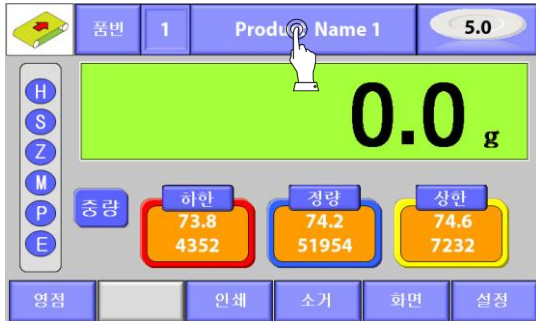 품번 1 Product Name 1 5.0
H
S
Z
M
P
E
0.0 g
중량
하한 정량 상한
73.8 74.2 74.6
4352 51954 7232
영점 인쇄 소거 화면 설정